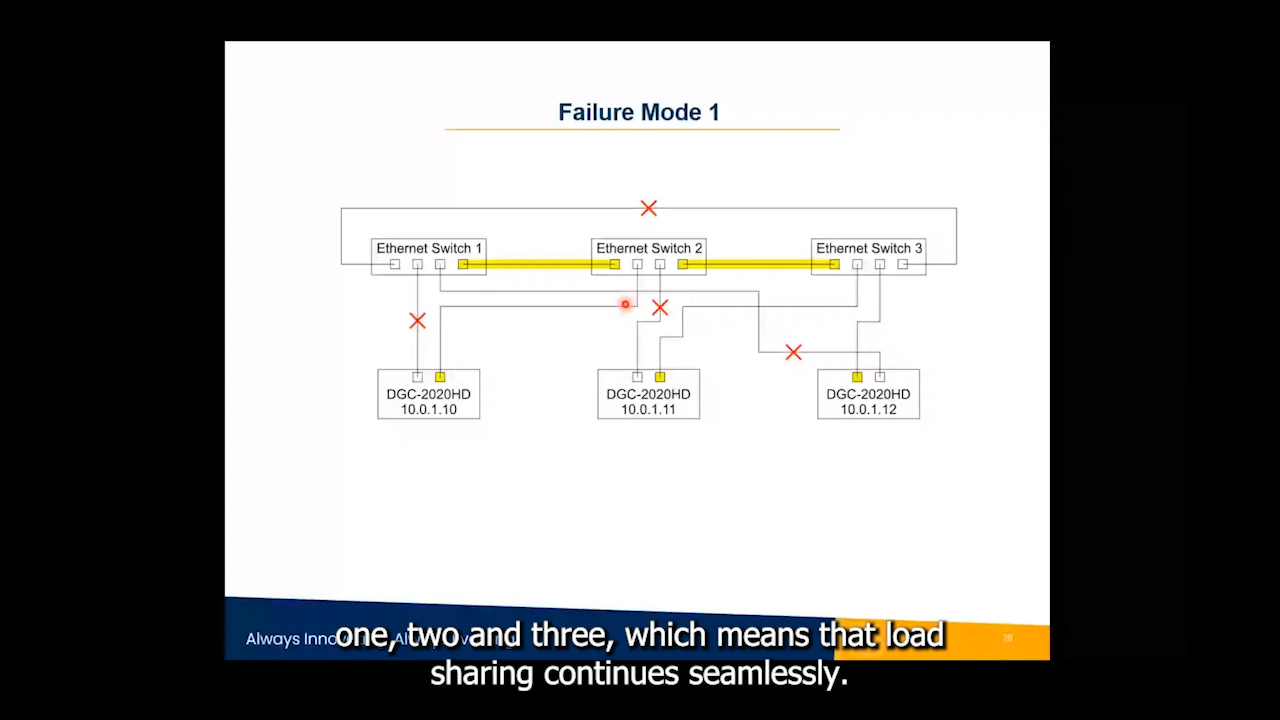 Failure Mode 1
Ethernet Switch 1
Ethernet Switch 2
Ethernet Switch 3
DGC-2020HD
10.0.1.10
DGC-2020HD
10.0.1.11
DGC-2020HD
10.0.1.12
Always
one, two and three, which means that load
sharing continues seamlessly.